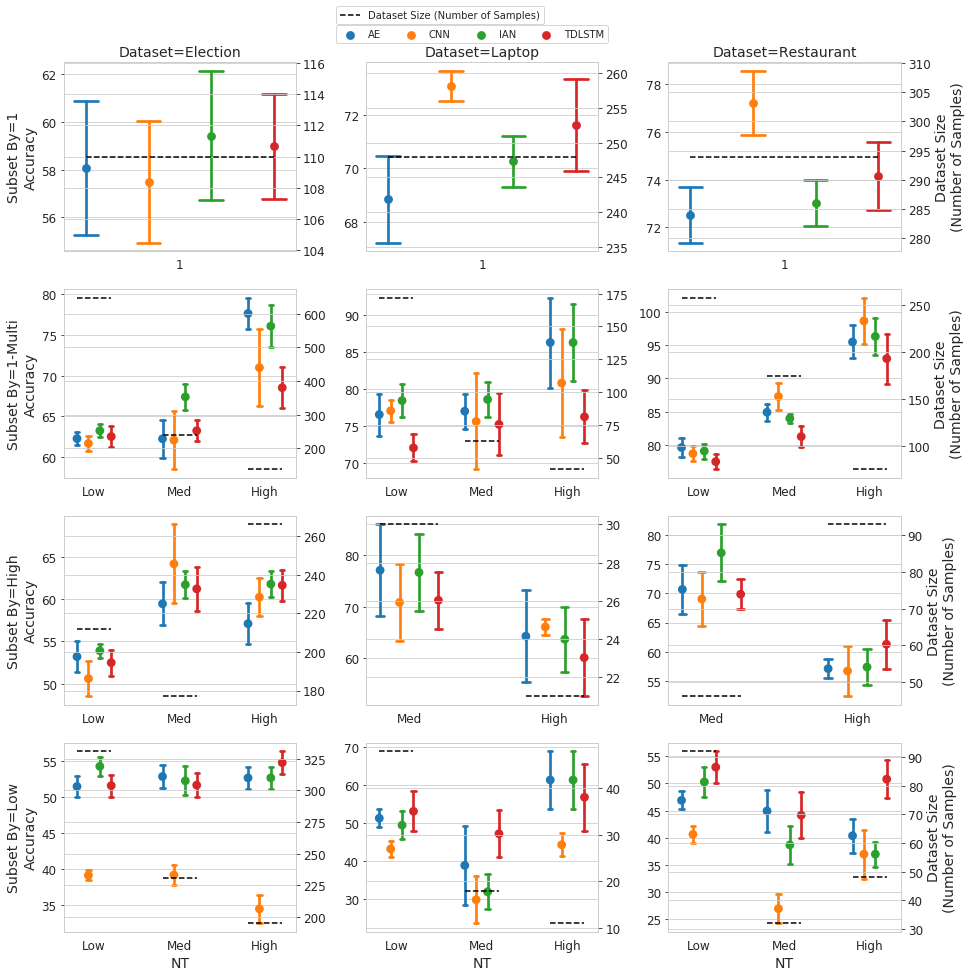 Dataset Size (Number of Samples)
AE CNN IAN TDLSTM
Dataset=Election Dataset=Laptop Dataset=Restaurant
Subset By=1
Accuracy
62 60 58 56
116 114 112 110 108 106 104
1
72 70 68
260 255 250 245 240 235
1
78 76 74 72
310 305 300 295 290 285 280
1
Dataset Size
(Number of Samples)
Subset By=1-Multi
Accuracy
80 75 70 65 60
600 500 400 300 200
Low Med High
90 85 80 75 70
175 150 125 100 75 50
Low Med High
100 95 90 85 80
250 200 150 100
Low Med High
Dataset Size
(Number of Samples)
Subset By=High
Accuracy
65 60 55 50
260 240 220 200 180
Low Med High
80 70 60
30 28 26 24 22
Med High
80 75 70 65 60 55
90 80 70 60 50
Med High
Dataset Size
(Number of Samples)
Subset By=Low
Accuracy
55 50 45 40 35
325 300 275 250 225 200
Low Med High
NT
70 60 50 40 30
40 30 20 10
Low Med High
NT
55 50 45 40 35 30 25
90 80 70 60 50 40 30
Low Med High
NT
Dataset Size
(Number of Samples)